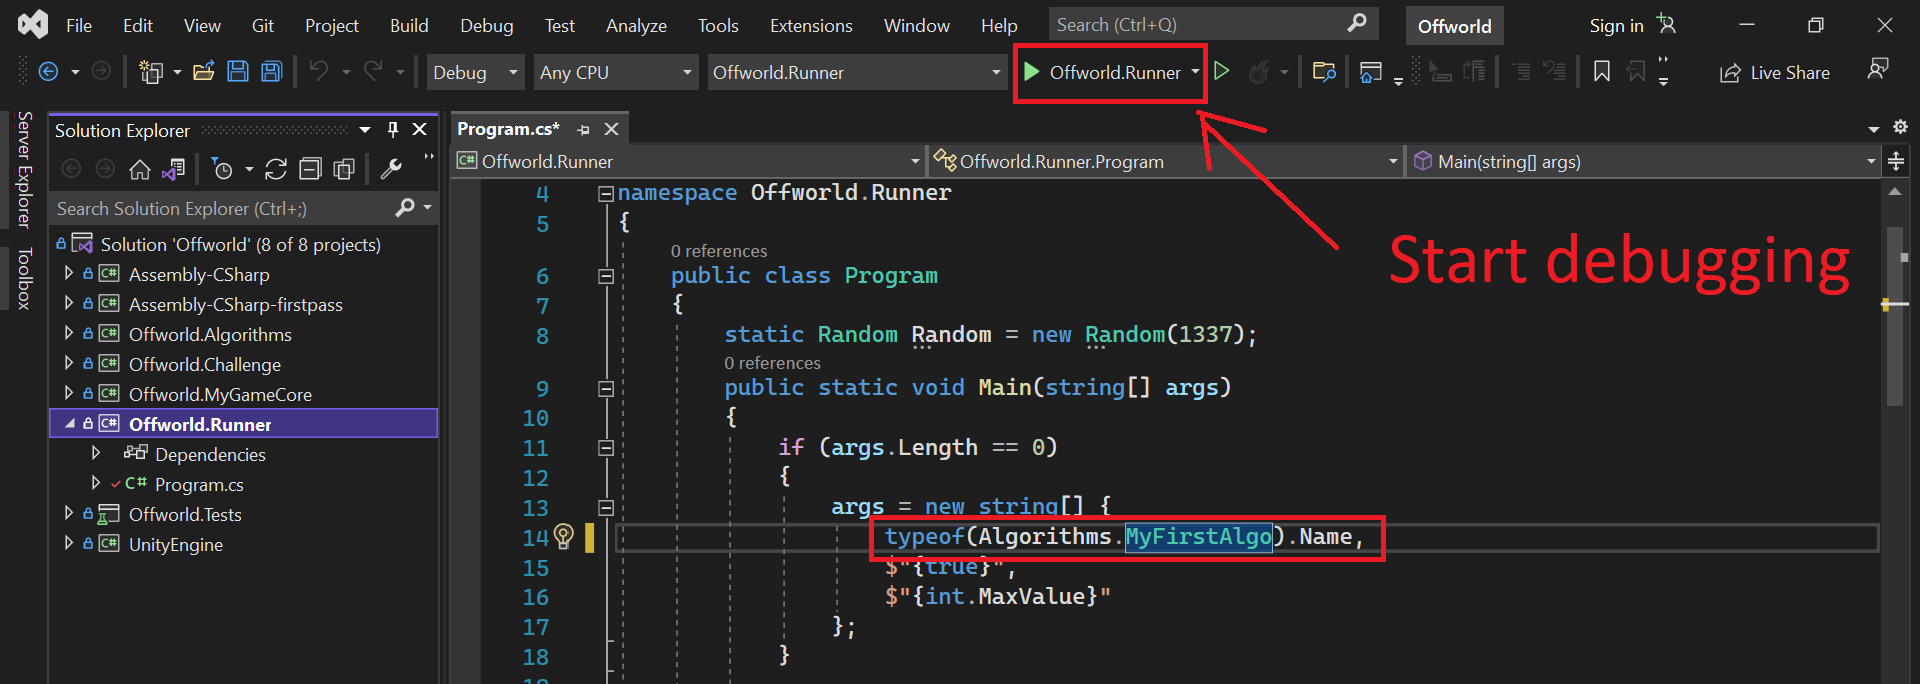 File Edit View Git Project Build Debug Test Analyze Tools Extensions Window Help Search (Ctrl+Q) Offworld Sign in
Debug Any CPU Offworld.Runner Offworld.Runner Live Share
Server Explorer
Toolbox
Solution Explorer
Search Solution Explorer (Ctrl+;)
Solution 'Offworld' (8 of 8 projects)
C# Assembly-CSharp
C# Assembly-CSharp-firstpass
C# Offworld.Algorithms
C# Offworld.Challenge
C# Offworld.MyGameCore
C# Offworld.Runner
Dependencies
C# Program.cs
Offworld.Tests
C# UnityEngine
Program.cs*
C# Offworld.Runner Offworld.Runner.Program Main(string[] args)
4 namespace Offworld.Runner
5 {
0 references
6 public class Program
7 {
8 static Random Random = new Random(1337);
0 references
9 public static void Main(string[] args)
10 {
11 if (args.Length == 0)
12 {
13 args = new string[] {
14 typeof(Algorithms.MyFirstAlgo).Name,
15 $"{true}",
16 $"{int.MaxValue}"
17 };
18 }
Start debugging